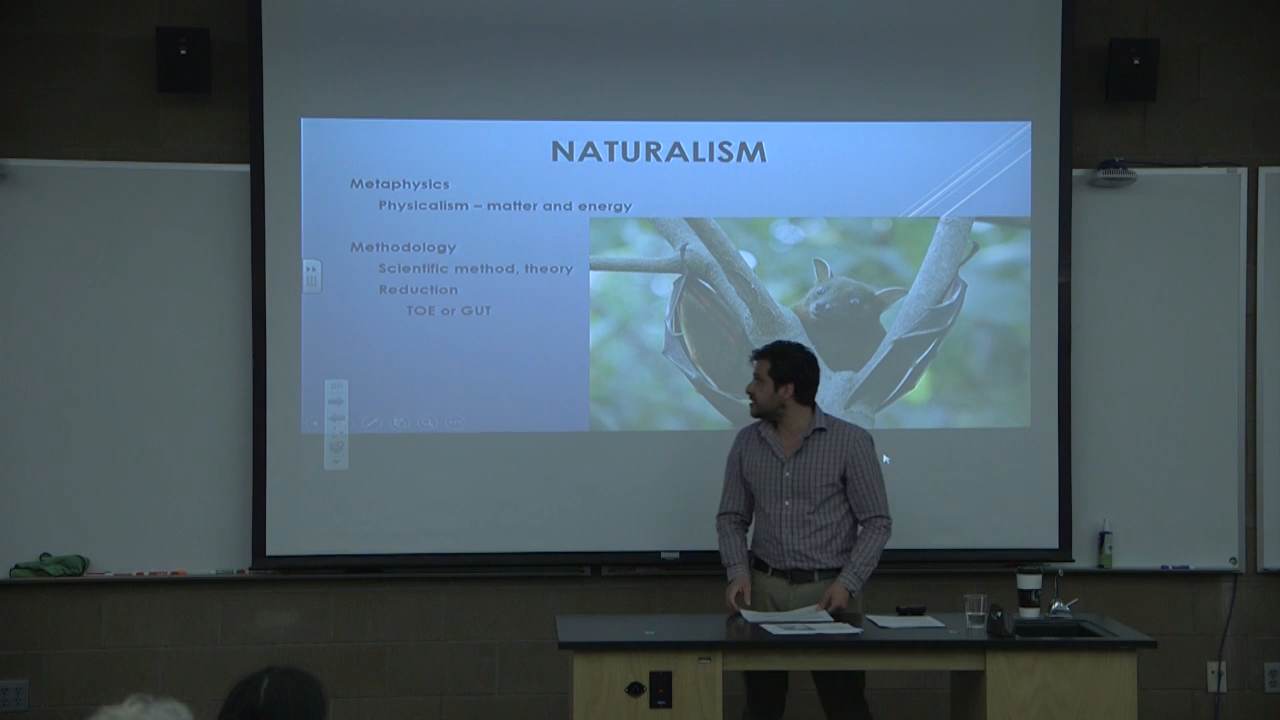 NATURALISM
Metaphysics
Physicalism – matter and energy
Methodology
Scientific method, theory
Reduction
TOE or GUT